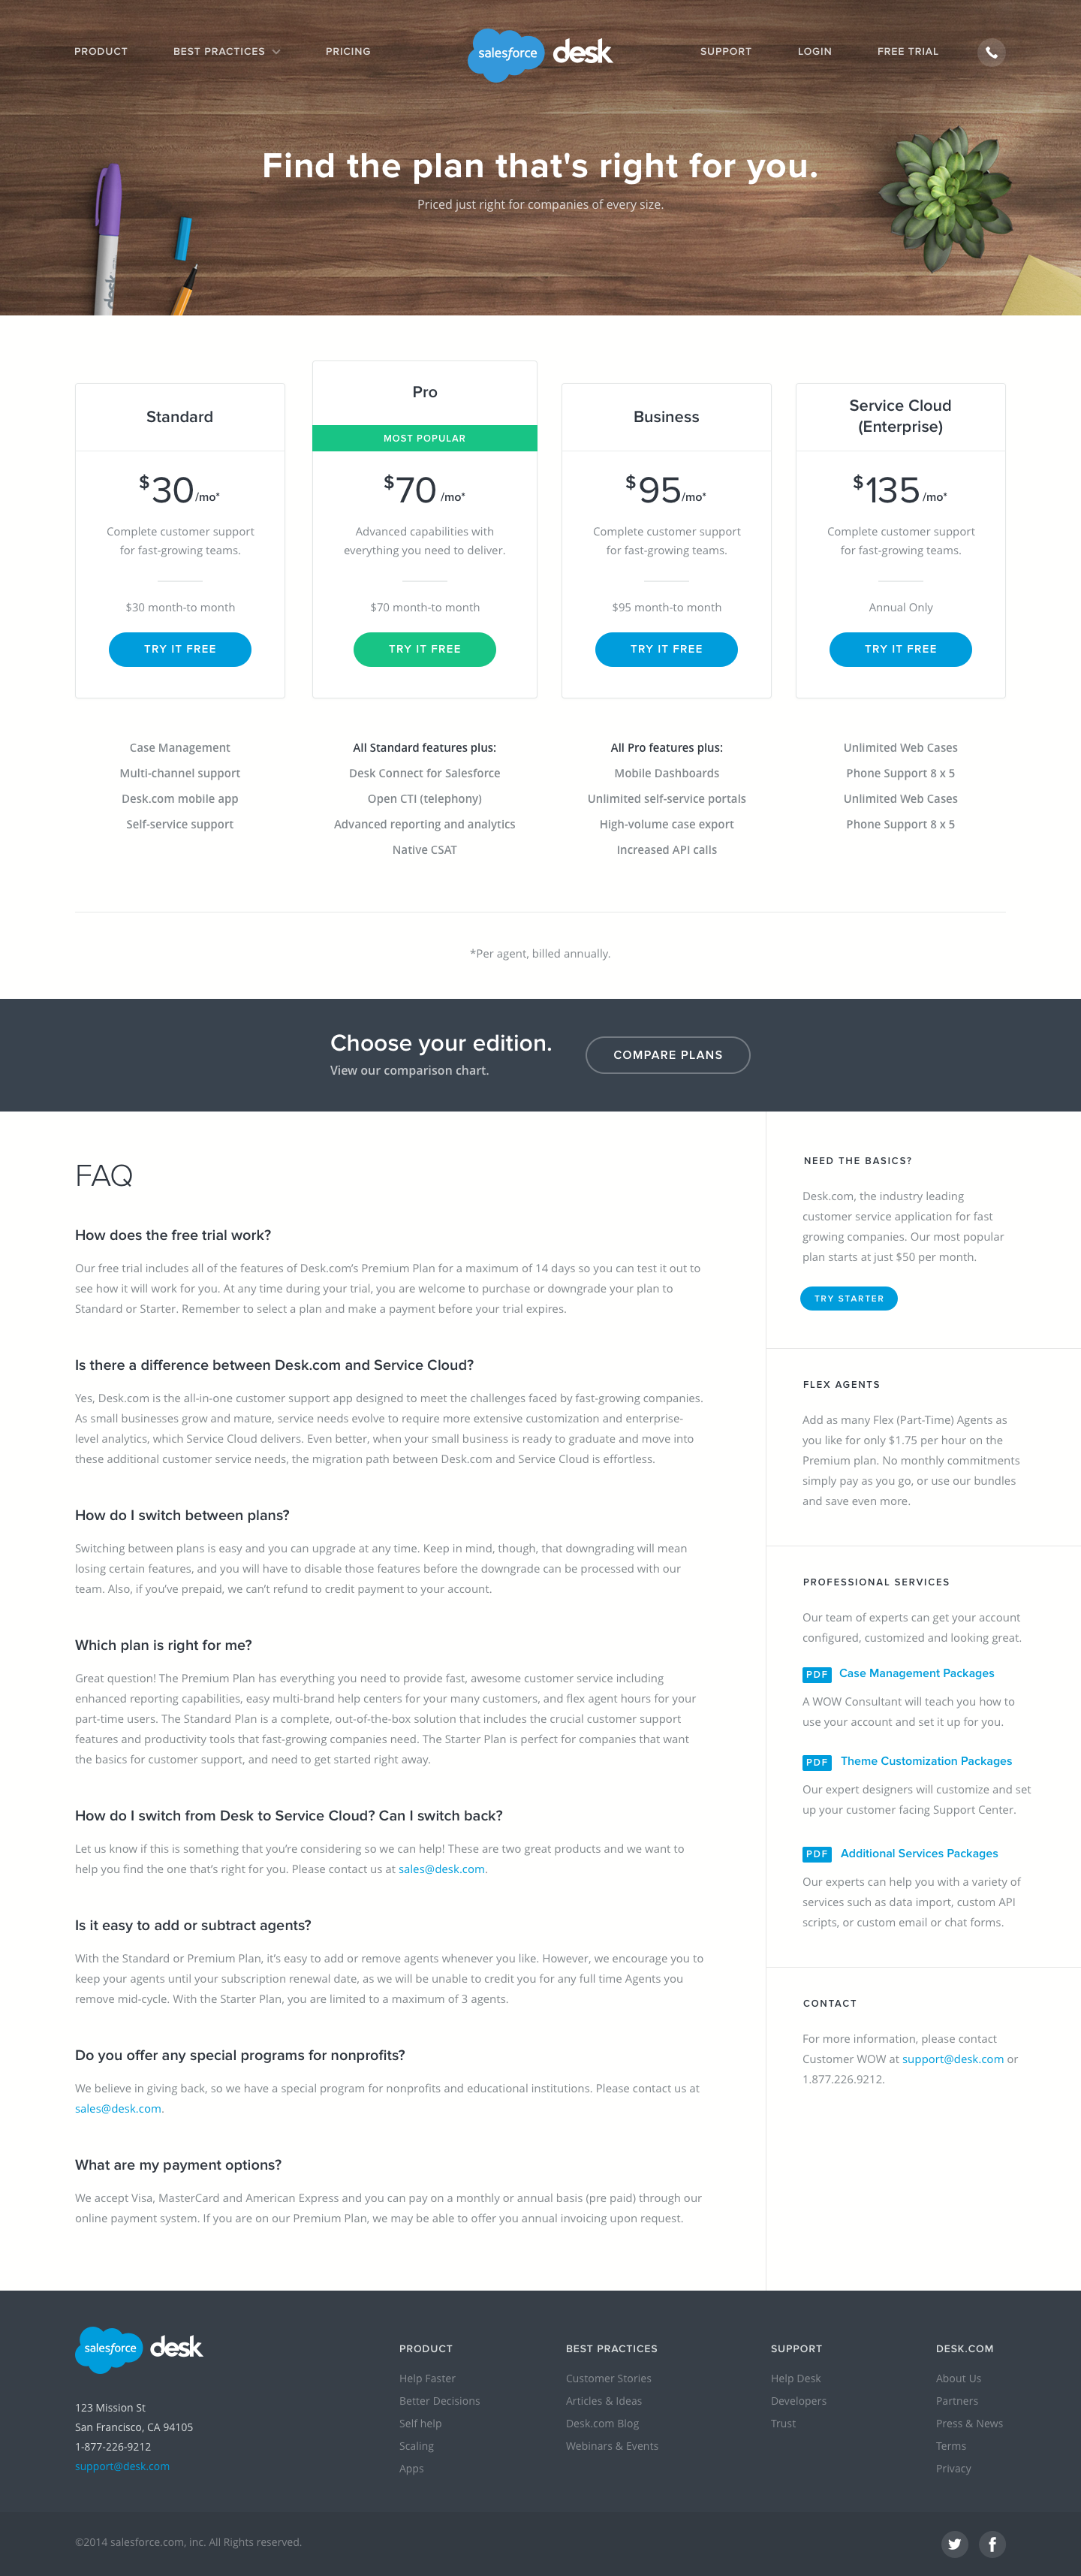 PRODUCT BEST PRACTICES PRICING salesforce desk SUPPORT LOGIN FREE TRIAL
Find the plan that's right for you.
Priced just right for companies of every size.
desk
Standard
$30/mo*
Complete customer support
for fast-growing teams.
$30 month-to month
TRY IT FREE
Pro
MOST POPULAR
$70 /mo*
Advanced capabilities with
everything you need to deliver.
$70 month-to month
TRY IT FREE
Business
$95/mo*
Complete customer support
for fast-growing teams.
$95 month-to month
TRY IT FREE
Service Cloud
(Enterprise)
$135 /mo*
Complete customer support
for fast-growing teams.
Annual Only
TRY IT FREE
Case Management
Multi-channel support
Desk.com mobile app
Self-service support
All Standard features plus:
Desk Connect for Salesforce
Open CTI (telephony)
Advanced reporting and analytics
Native CSAT
All Pro features plus:
Mobile Dashboards
Unlimited self-service portals
High-volume case export
Increased API calls
Unlimited Web Cases
Phone Support 8 x 5
Unlimited Web Cases
Phone Support 8 x 5
*Per agent, billed annually.
Choose your edition.
View our comparison chart.
COMPARE PLANS
FAQ
How does the free trial work?
Our free trial includes all of the features of Desk.com’s Premium Plan for a maximum of 14 days so you can test it out to
see how it will work for you. At any time during your trial, you are welcome to purchase or downgrade your plan to
Standard or Starter. Remember to select a plan and make a payment before your trial expires.
Is there a difference between Desk.com and Service Cloud?
Yes, Desk.com is the all-in-one customer support app designed to meet the challenges faced by fast-growing companies.
As small businesses grow and mature, service needs evolve to require more extensive customization and enterprise-
level analytics, which Service Cloud delivers. Even better, when your small business is ready to graduate and move into
these additional customer service needs, the migration path between Desk.com and Service Cloud is effortless.
How do I switch between plans?
Switching between plans is easy and you can upgrade at any time. Keep in mind, though, that downgrading will mean
losing certain features, and you will have to disable those features before the downgrade can be processed with our
team. Also, if you’ve prepaid, we can’t refund to credit payment to your account.
Which plan is right for me?
Great question! The Premium Plan has everything you need to provide fast, awesome customer service including
enhanced reporting capabilities, easy multi-brand help centers for your many customers, and flex agent hours for your
part-time users. The Standard Plan is a complete, out-of-the-box solution that includes the crucial customer support
features and productivity tools that fast-growing companies need. The Starter Plan is perfect for companies that want
the basics for customer support, and need to get started right away.
How do I switch from Desk to Service Cloud? Can I switch back?
Let us know if this is something that you’re considering so we can help! These are two great products and we want to
help you find the one that’s right for you. Please contact us at sales@desk.com.
Is it easy to add or subtract agents?
With the Standard or Premium Plan, it’s easy to add or remove agents whenever you like. However, we encourage you to
keep your agents until your subscription renewal date, as we will be unable to credit you for any full time Agents you
remove mid-cycle. With the Starter Plan, you are limited to a maximum of 3 agents.
Do you offer any special programs for nonprofits?
We believe in giving back, so we have a special program for nonprofits and educational institutions. Please contact us at
sales@desk.com.
What are my payment options?
We accept Visa, MasterCard and American Express and you can pay on a monthly or annual basis (pre paid) through our
online payment system. If you are on our Premium Plan, we may be able to offer you annual invoicing upon request.
NEED THE BASICS?
Desk.com, the industry leading
customer service application for fast
growing companies. Our most popular
plan starts at just $50 per month.
TRY STARTER
FLEX AGENTS
Add as many Flex (Part-Time) Agents as
you like for only $1.75 per hour on the
Premium plan. No monthly commitments
simply pay as you go, or use our bundles
and save even more.
PROFESSIONAL SERVICES
Our team of experts can get your account
configured, customized and looking great.
PDF Case Management Packages
A WOW Consultant will teach you how to
use your account and set it up for you.
PDF Theme Customization Packages
Our expert designers will customize and set
up your customer facing Support Center.
PDF Additional Services Packages
Our experts can help you with a variety of
services such as data import, custom API
scripts, or custom email or chat forms.
CONTACT
For more information, please contact
Customer WOW at support@desk.com or
1.877.226.9212.
salesforce desk
123 Mission St
San Francisco, CA 94105
1-877-226-9212
support@desk.com
PRODUCT
Help Faster
Better Decisions
Self help
Scaling
Apps
BEST PRACTICES
Customer Stories
Articles & Ideas
Desk.com Blog
Webinars & Events
SUPPORT
Help Desk
Developers
Trust
DESK.COM
About Us
Partners
Press & News
Terms
Privacy
©2014 salesforce.com, inc. All Rights reserved.